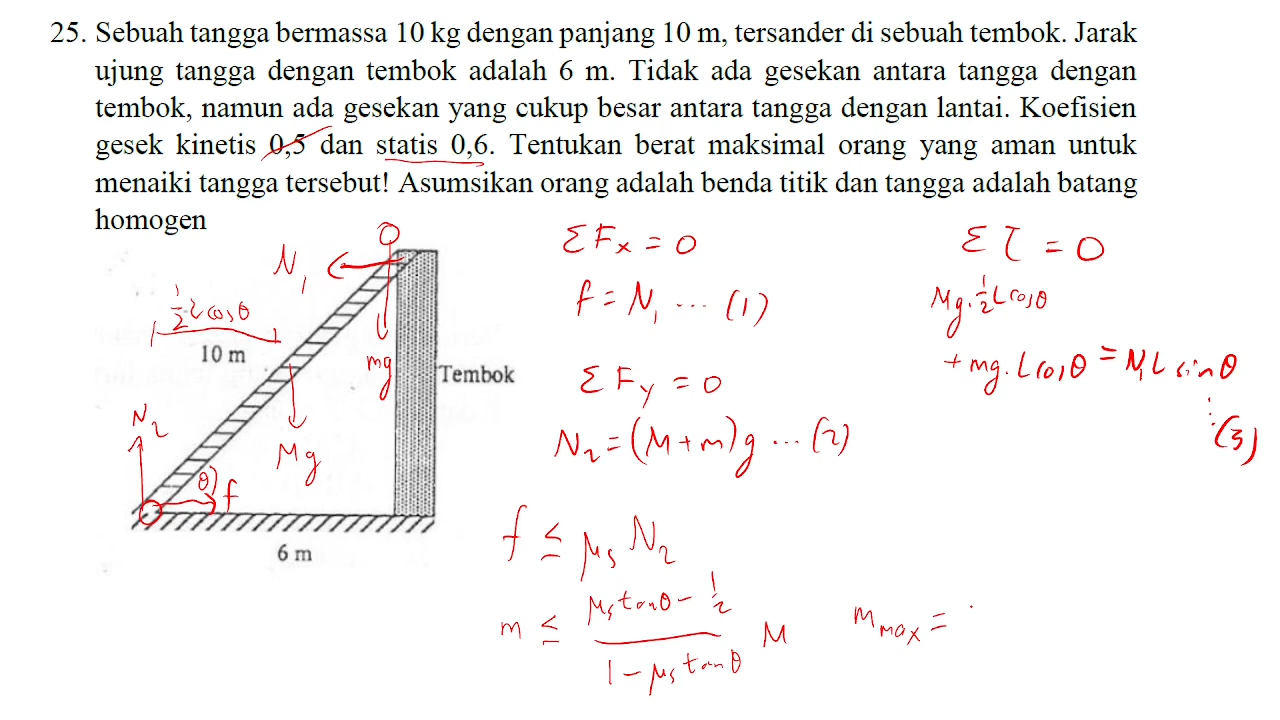 25. Sebuah tangga bermassa 10 kg dengan panjang 10 m, tersander di sebuah tembok. Jarak
ujung tangga dengan tembok adalah 6 m. Tidak ada gesekan antara tangga dengan
tembok, namun ada gesekan yang cukup besar antara tangga dengan lantai. Koefisien
gesek kinetis 0,5 dan statis 0,6. Tentukan berat maksimal orang yang aman untuk
menaiki tangga tersebut! Asumsikan orang adalah benda titik dan tangga adalah batang
homogen
N₁
½ L cos θ
10 m
mg
Tembok
N₂
Mg
θ
f
6 m
Σ Fx = 0
f = N₁ ... (1)
Σ Fy = 0
N₂ = (M + m)g ... (2)
f ≤ μs N₂
m ≤ (μs tan θ - ½) / (1 - μs tan θ) M
m max =
Σ τ = 0
Mg. ½ L cos θ
+ mg. L cos θ = N₁ L sin θ
... (3)